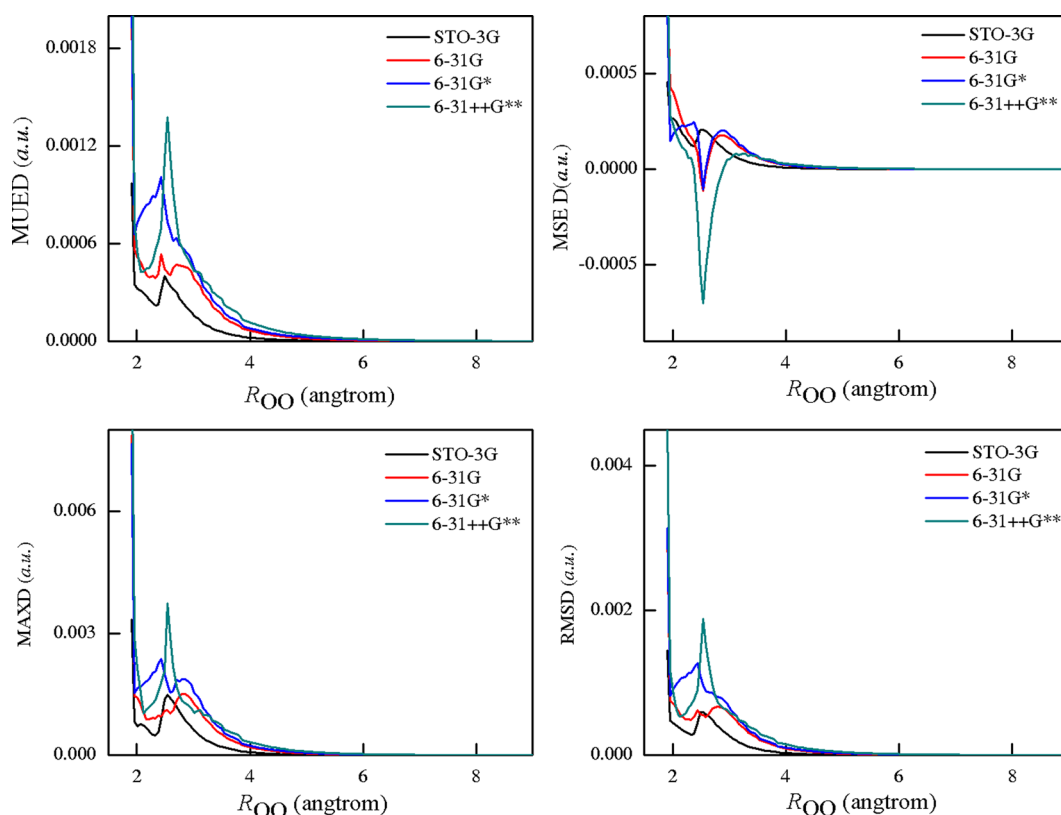 MUED (a.u.)
0.0018
0.0012
0.0006
0.0000
STO-3G
6-31G
6-31G*
6-31++G**
2 4 6 8
ROO (angtrom)
MSE D(a.u.)
0.0005
0.0000
-0.0005
STO-3G
6-31G
6-31G*
6-31++G**
2 4 6 8
ROO (angtrom)
MAXD (a.u.)
0.006
0.003
0.000
STO-3G
6-31G
6-31G*
6-31++G**
2 4 6 8
ROO (angtrom)
RMSD (a.u.)
0.004
0.002
0.000
STO-3G
6-31G
6-31G*
6-31++G**
2 4 6 8
ROO (angtrom)